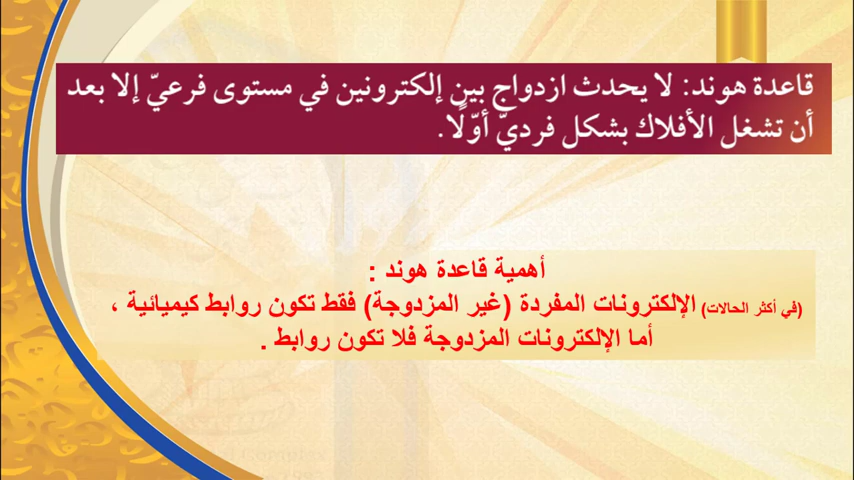 قاعدة هوند: لا يحدث ازدواج بين إلكترونين في مستوى فرعيّ إلا بعد
أن تشغل الأفلاك بشكل فرديّ أوّلًا.
أهمية قاعدة هوند :
(في أكثر الحالات) الإلكترونات المفردة (غير المزدوجة) فقط تكون روابط كيميائية ،
أما الإلكترونات المزدوجة فلا تكون روابط .